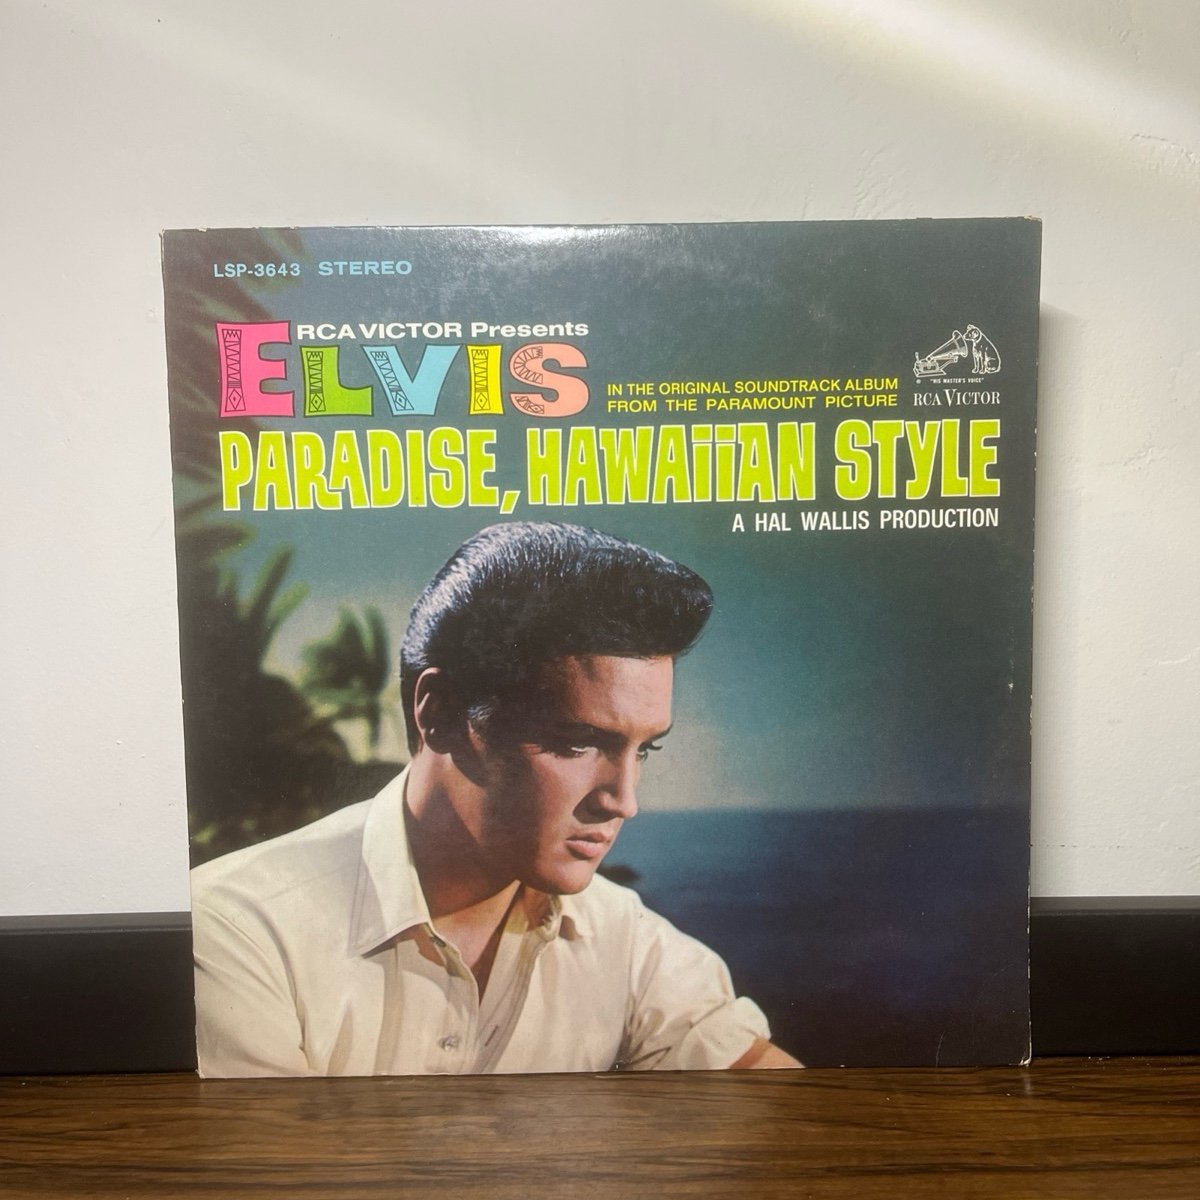 LSP-3643 STEREO
RCA VICTOR Presents
ELVIS
IN THE ORIGINAL SOUNDTRACK ALBUM
FROM THE PARAMOUNT PICTURE
"HIS MASTER'S VOICE"
RCA VICTOR
PARADISE, HAWAIIAN STYLE
A HAL WALLIS PRODUCTION